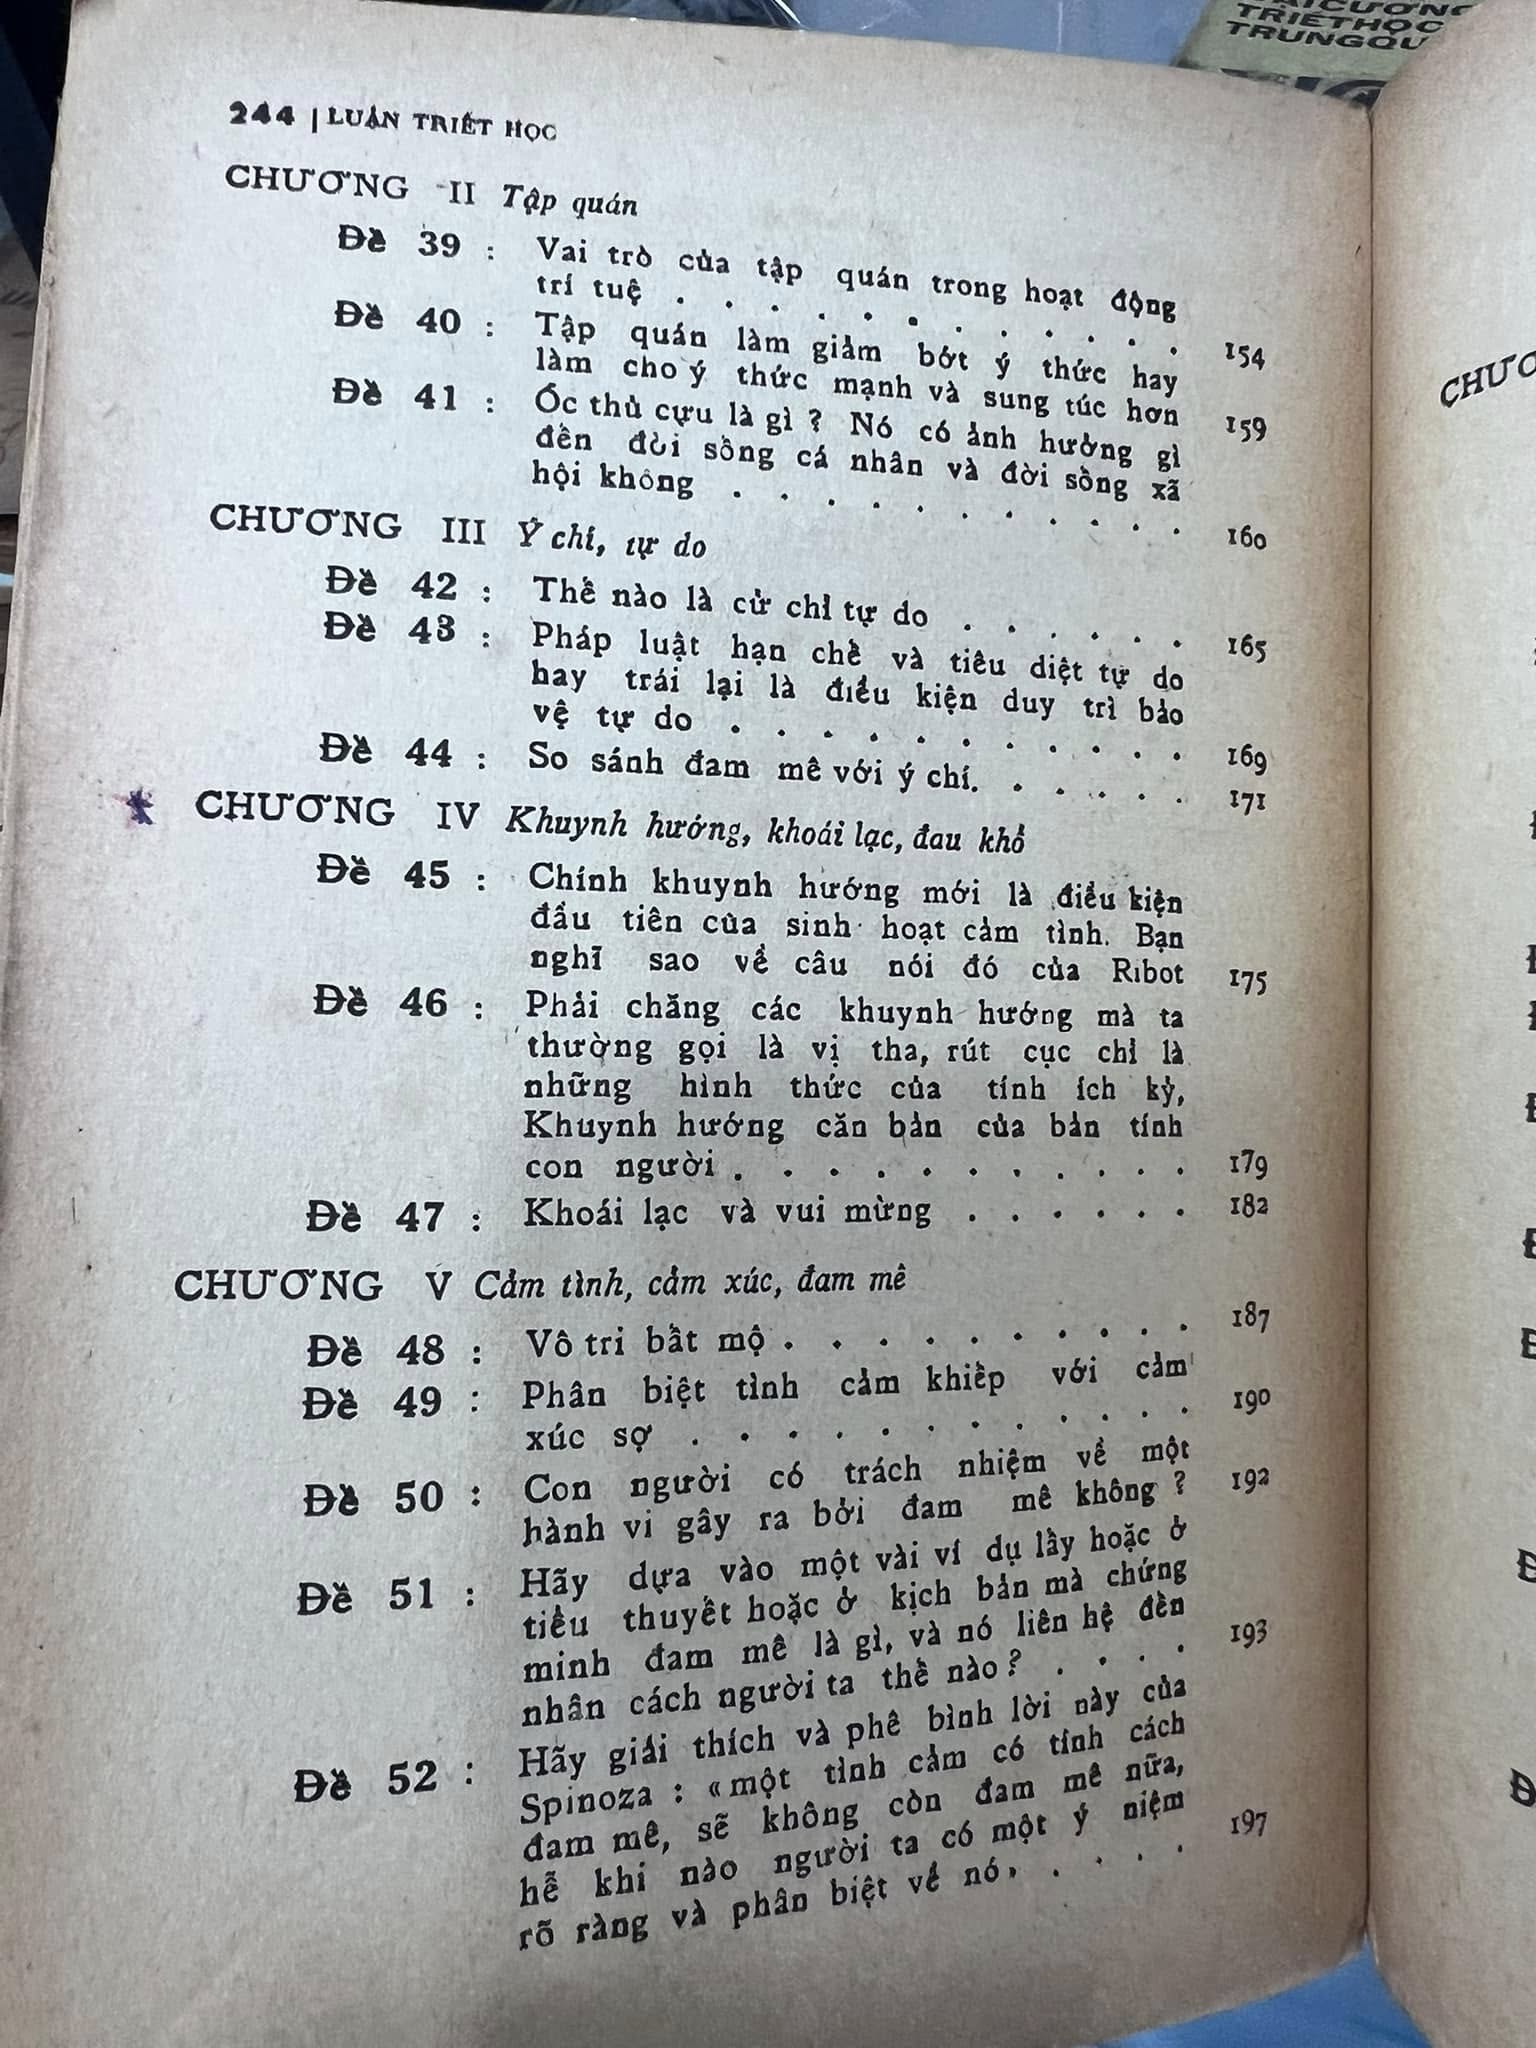 ĐẠI CƯƠNG
TRIẾT HỌC
TRUNG QU
244 | LUẬN TRIẾT HỌC
CHƯƠNG II Tập quán
Đề 39 : Vai trò của tập quán trong hoạt động
trí tuệ . . . . . . . . . . . . 154
Đề 40 : Tập quán làm giảm bớt ý thức hay
làm cho ý thức mạnh và sung túc hơn 159
Đề 41 : Óc thủ cựu là gì ? Nó có ảnh hưởng gì
đến đời sống cá nhân và đời sống xã
hội không . . . . . . . . . . . 160
CHƯƠNG III Ý chí, tự do
Đề 42 : Thế nào là cử chỉ tự do . . . . . . 165
Đề 43 : Pháp luật hạn chế và tiêu diệt tự do
hay trái lại là điều kiện duy trì bảo
vệ tự do . . . . . . . . . . . 169
Đề 44 : So sánh đam mê với ý chí. . . . . . 171
CHƯƠNG IV Khuynh hướng, khoái lạc, đau khổ
Đề 45 : Chính khuynh hướng mới là điều kiện
đầu tiên của sinh hoạt cảm tình. Bạn
nghĩ sao về câu nói đó của Ribot 175
Đề 46 : Phải chăng các khuynh hướng mà ta
thường gọi là vị tha, rút cục chỉ là
những hình thức của tính ích kỷ,
Khuynh hướng căn bản của bản tính
con người . . . . . . . . . . . 179
Đề 47 : Khoái lạc và vui mừng . . . . . . 182
CHƯƠNG V Cảm tình, cảm xúc, đam mê
Đề 48 : Vô tri bất mộ . . . . . . . . . . 187
Đề 49 : Phân biệt tình cảm khiếp với cảm
xúc sợ . . . . . . . . . . . . 190
Đề 50 : Con người có trách nhiệm về một
hành vi gây ra bởi đam mê không ? 192
Đề 51 : Hãy dựa vào một vài ví dụ lấy hoặc ở
tiểu thuyết hoặc ở kịch bản mà chứng
minh đam mê là gì, và nó liên hệ đến
nhân cách người ta thế nào ? . . . . 193
Đề 52 : Hãy giải thích và phê bình lời này của
Spinoza : « một tình cảm có tính cách
đam mê, sẽ không còn đam mê nữa,
hễ khi nào người ta có một ý niệm
rõ ràng và phân biệt về nó. . . . . 197
CHƯƠ